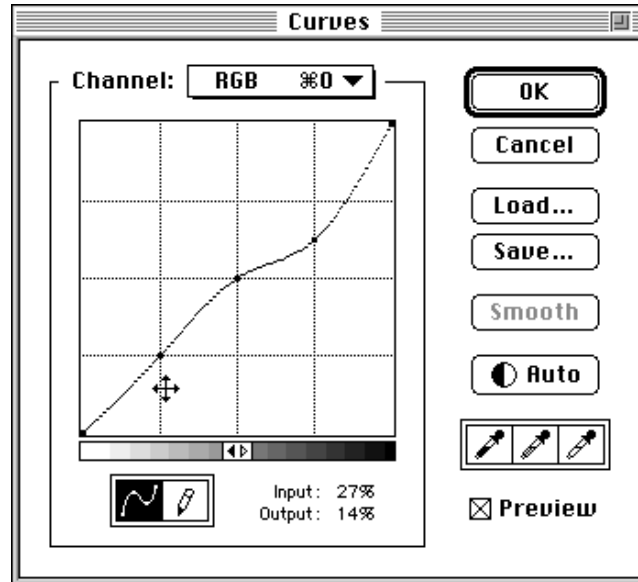 Curves
Channel: RGB ⌘0
OK
Cancel
Load...
Save...
Smooth
Auto
Input: 27%
Output: 14%
Preview